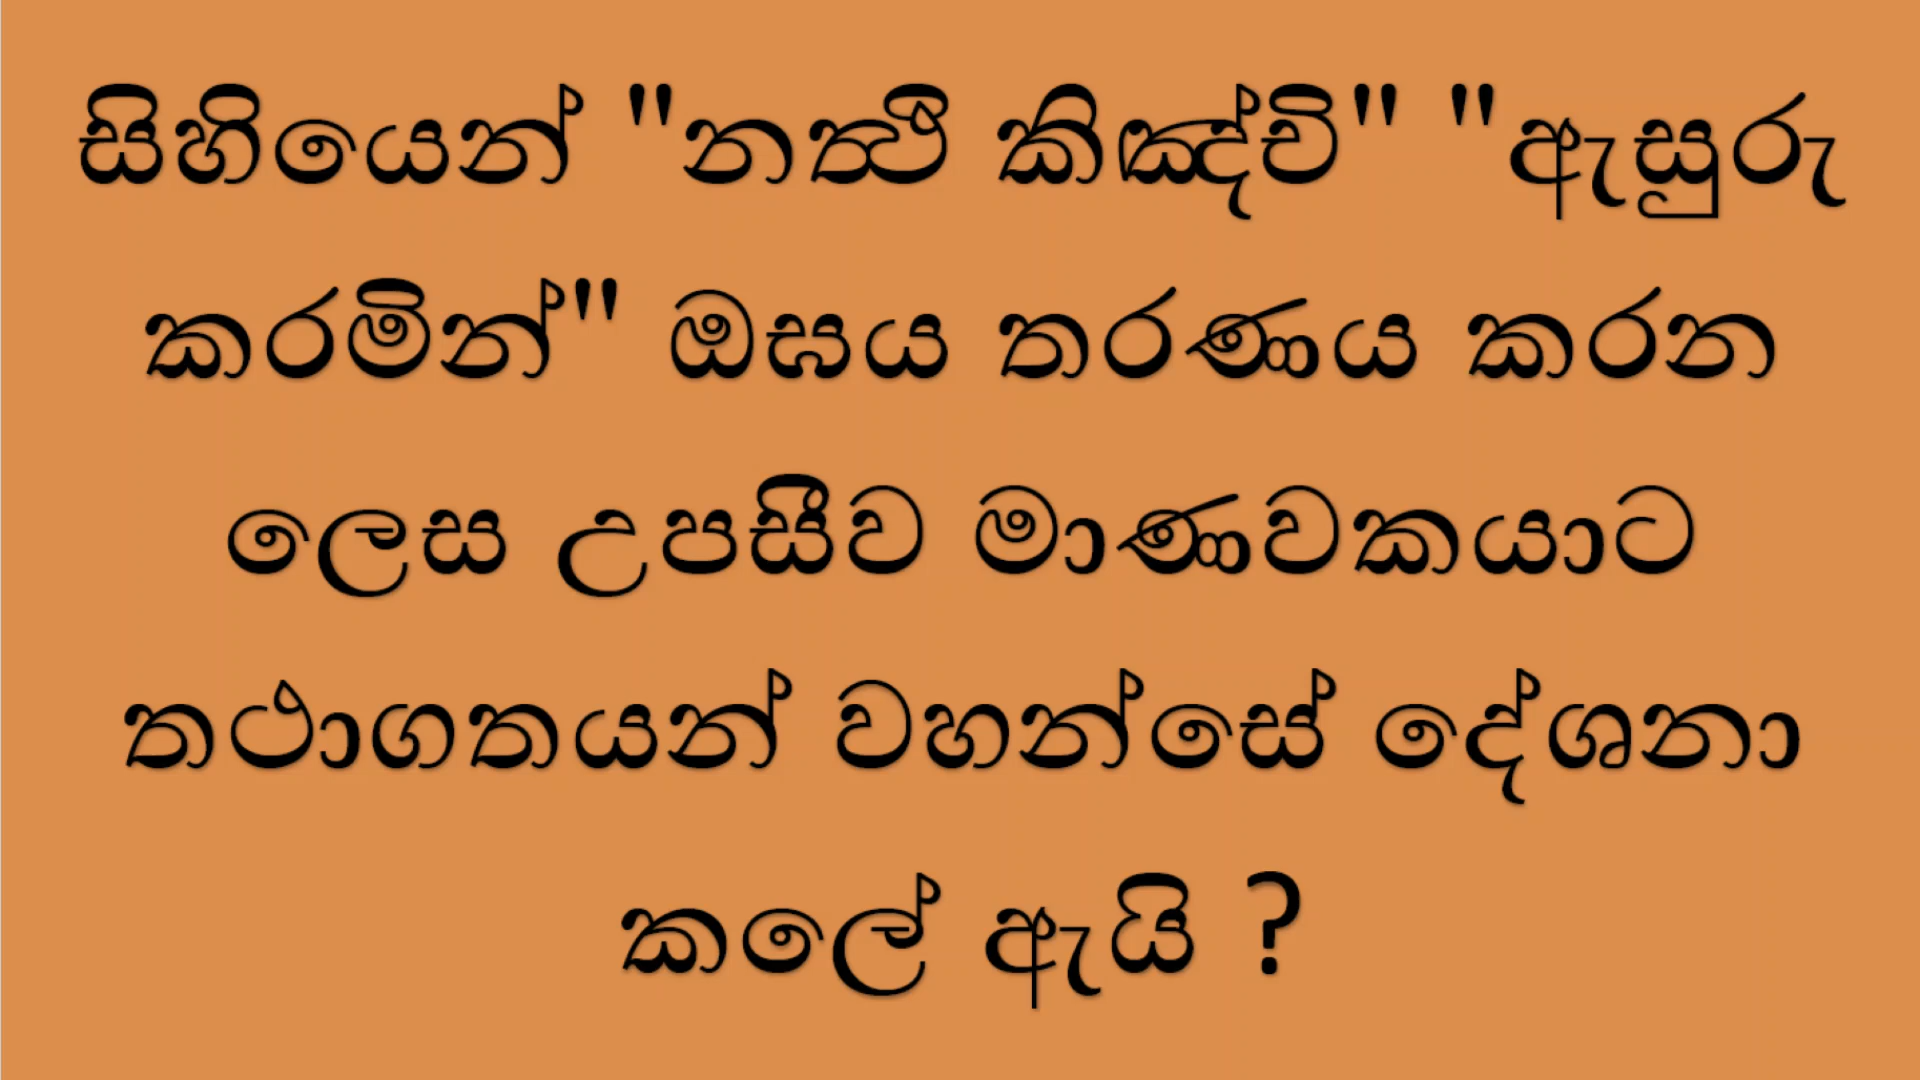 සිහියෙන් "නත්‍ථි කිඤ්චි" "ඇසුරු
කරමින්" ඔඝය තරණය කරන
ලෙස උපසීව මාණවකයාට
තථාගතයන් වහන්සේ දේශනා
කලේ ඇයි ?